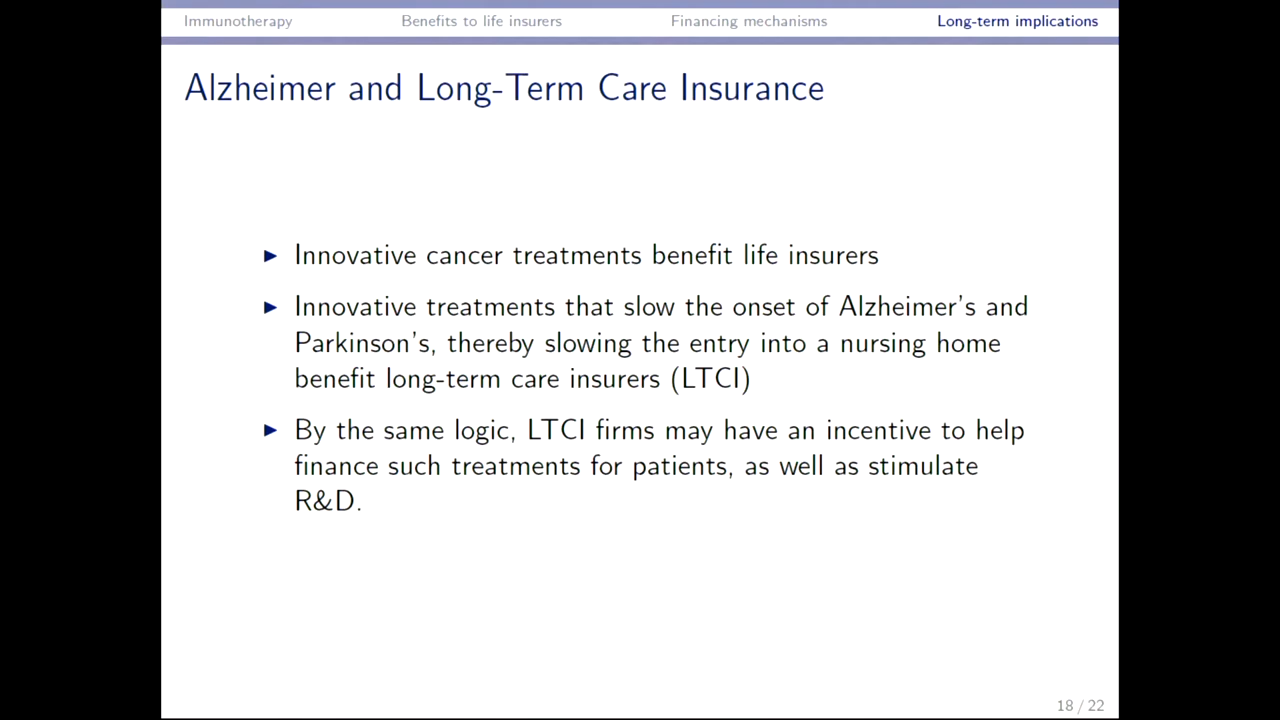 Immunotherapy Benefits to life insurers Financing mechanisms Long-term implications
Alzheimer and Long-Term Care Insurance
▶ Innovative cancer treatments benefit life insurers
▶ Innovative treatments that slow the onset of Alzheimer's and
Parkinson's, thereby slowing the entry into a nursing home
benefit long-term care insurers (LTCI)
▶ By the same logic, LTCI firms may have an incentive to help
finance such treatments for patients, as well as stimulate
R&D.
18 / 22